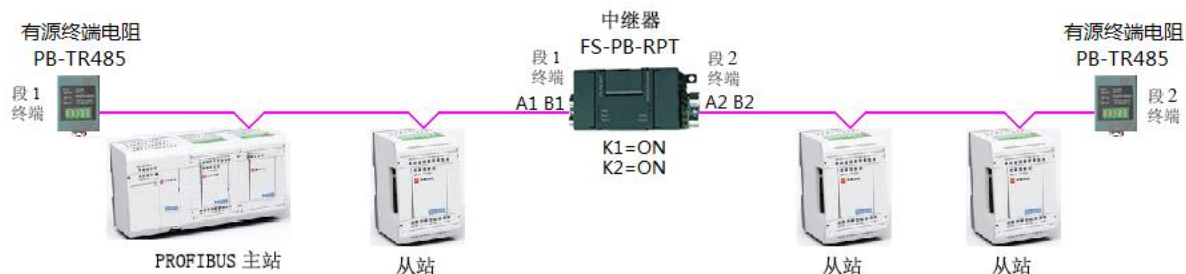 有源终端电阻
PB-TR485
段 1
终端
中继器
FS-PB-RPT
段 1
终端
段 2
终端
A1 B1
A2 B2
K1=ON
K2=ON
有源终端电阻
PB-TR485
段 2
终端
PROFIBUS 主站
从站
从站
从站